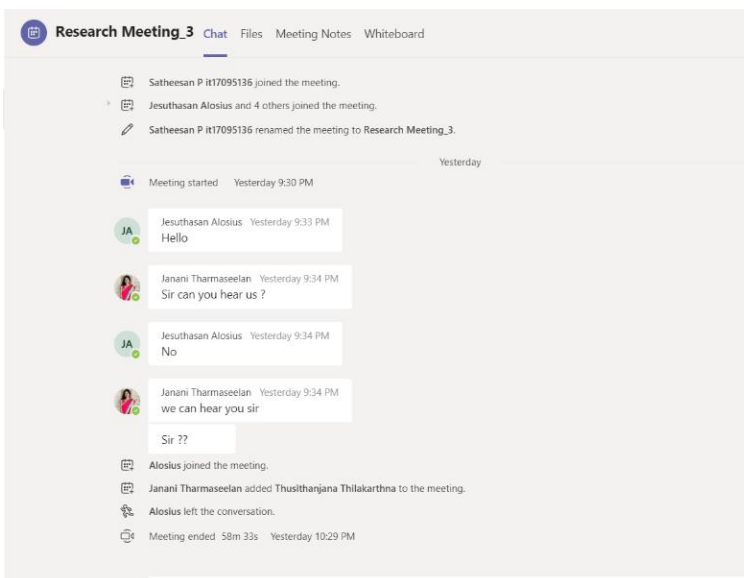 Research Meeting_3 Chat Files Meeting Notes Whiteboard
Satheesan P it17095136 joined the meeting.
Jesuthasan Alosius and 4 others joined the meeting.
Satheesan P it17095136 renamed the meeting to Research Meeting_3.
Yesterday
Meeting started Yesterday 9:30 PM
JA
Jesuthasan Alosius Yesterday 9:33 PM
Hello
Janani Tharmaseelan Yesterday 9:34 PM
Sir can you hear us ?
JA
Jesuthasan Alosius Yesterday 9:34 PM
No
Janani Tharmaseelan Yesterday 9:34 PM
we can hear you sir
Sir ??
Alosius joined the meeting.
Janani Tharmaseelan added Thusithanjana Thilakarthna to the meeting.
Alosius left the conversation.
Meeting ended 58m 33s Yesterday 10:29 PM